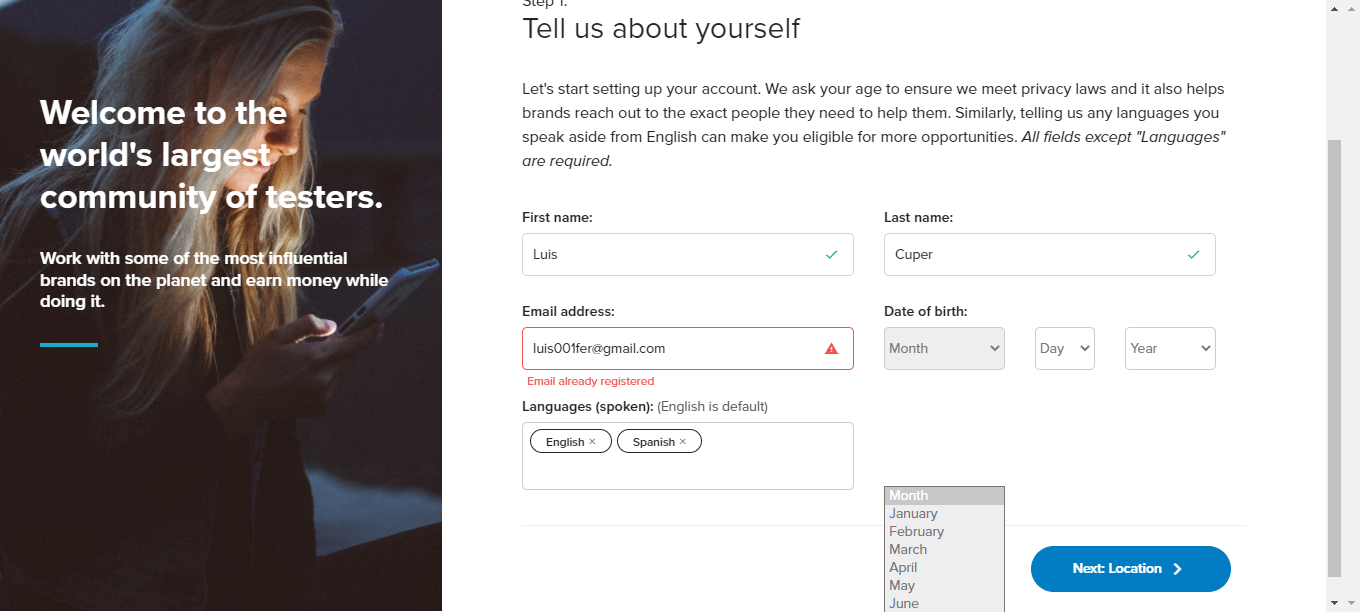 Welcome to the
world's largest
community of testers.
Work with some of the most influential
brands on the planet and earn money while
doing it.
Step 1.
Tell us about yourself
Let's start setting up your account. We ask your age to ensure we meet privacy laws and it also helps
brands reach out to the exact people they need to help them. Similarly, telling us any languages you
speak aside from English can make you eligible for more opportunities. All fields except "Languages"
are required.
First name:
Last name:
Luis
Cuper
Email address:
Date of birth:
luis001fer@gmail.com
Month
Day
Year
Email already registered
Languages (spoken): (English is default)
English ×
Spanish ×
Month
January
February
March
April
May
June
Next: Location